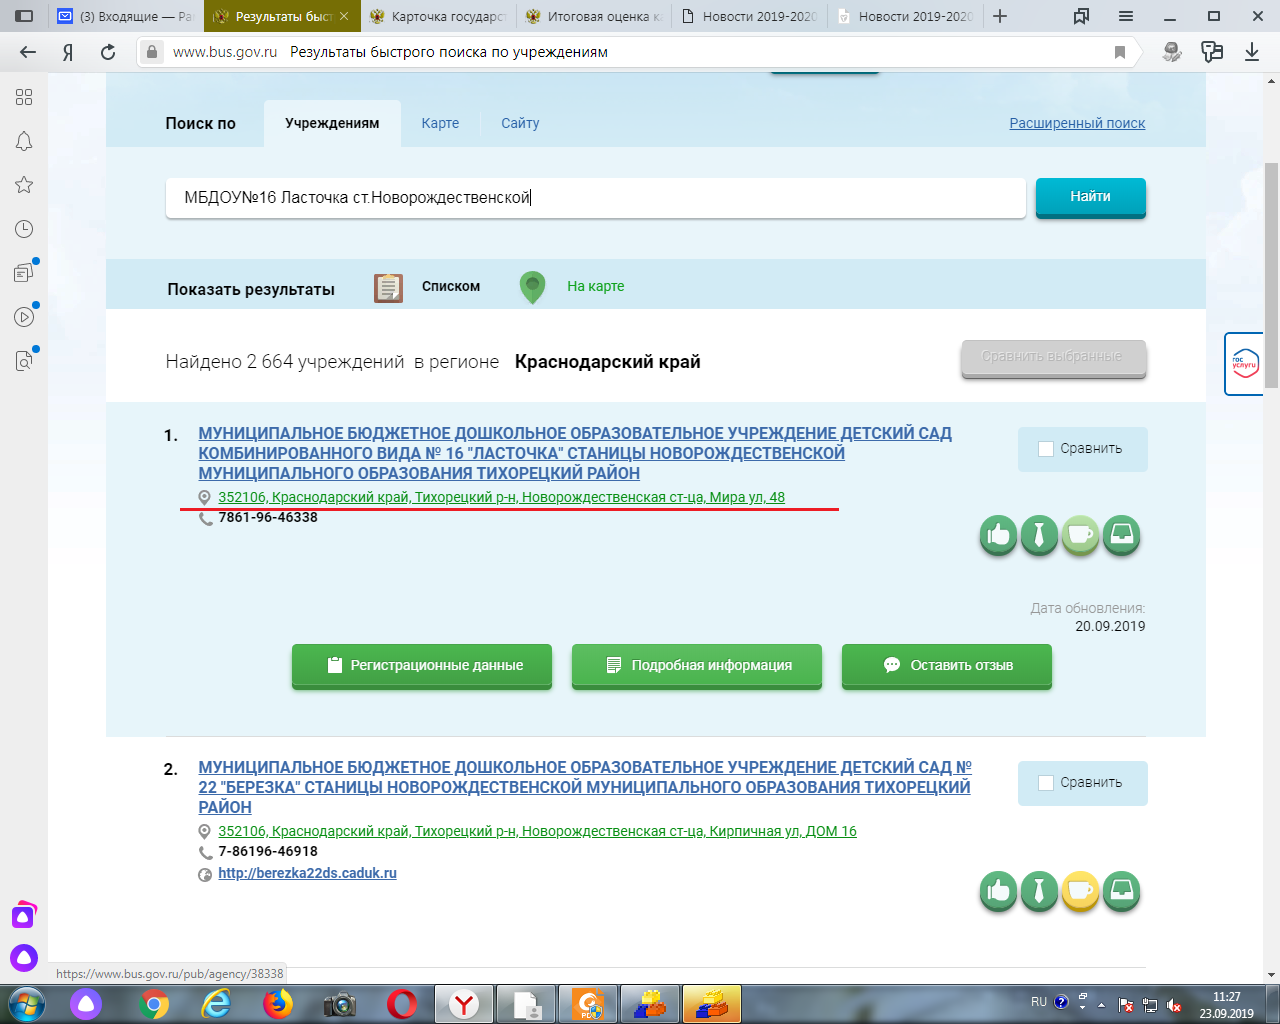 (3) Входящие — Ра
Результаты быст
Карточка государст
Итоговая оценка ка
Новости 2019-2020
Новости 2019-2020
Я
www.bus.gov.ru Результаты быстрого поиска по учреждениям
Поиск по
Учреждениям
Карте
Сайту
Расширенный поиск
МБДОУ№16 Ласточка ст.Новорождественской
Найти
Показать результаты
Списком
На карте
Найдено 2 664 учреждений в регионе Краснодарский край
Сравнить выбранные
гос
услуги
1.
МУНИЦИПАЛЬНОЕ БЮДЖЕТНОЕ ДОШКОЛЬНОЕ ОБРАЗОВАТЕЛЬНОЕ УЧРЕЖДЕНИЕ ДЕТСКИЙ САД
КОМБИНИРОВАННОГО ВИДА № 16 "ЛАСТОЧКА" СТАНИЦЫ НОВОРОЖДЕСТВЕНСКОЙ
МУНИЦИПАЛЬНОГО ОБРАЗОВАНИЯ ТИХОРЕЦКИЙ РАЙОН
Сравнить
352106, Краснодарский край, Тихорецкий р-н, Новорождественская ст-ца, Мира ул, 48
7861-96-46338
Дата обновления:
20.09.2019
Регистрационные данные
Подробная информация
Оставить отзыв
2.
МУНИЦИПАЛЬНОЕ БЮДЖЕТНОЕ ДОШКОЛЬНОЕ ОБРАЗОВАТЕЛЬНОЕ УЧРЕЖДЕНИЕ ДЕТСКИЙ САД №
22 "БЕРЕЗКА" СТАНИЦЫ НОВОРОЖДЕСТВЕНСКОЙ МУНИЦИПАЛЬНОГО ОБРАЗОВАНИЯ ТИХОРЕЦКИЙ
РАЙОН
Сравнить
352106, Краснодарский край, Тихорецкий р-н, Новорождественская ст-ца, Кирпичная ул, ДОМ 16
7-86196-46918
http://berezka22ds.caduk.ru
https://www.bus.gov.ru/pub/agency/38338
PDF
RU
11:27
23.09.2019